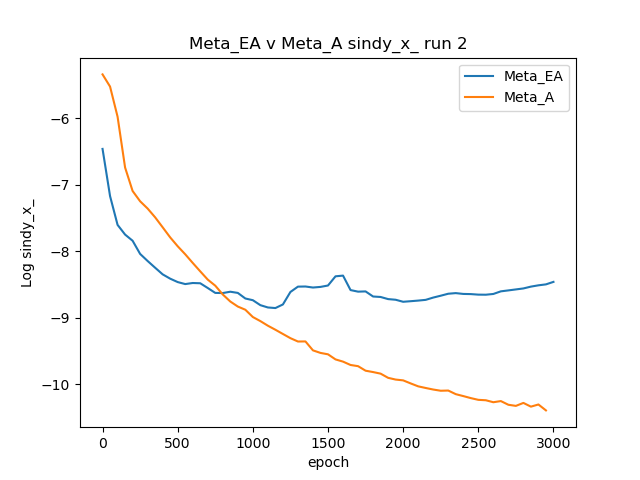 Meta_EA v Meta_A sindy_x_ run 2
Meta_EA
Meta_A
Log sindy_x_
−6
−7
−8
−9
−10
0 500 1000 1500 2000 2500 3000
epoch